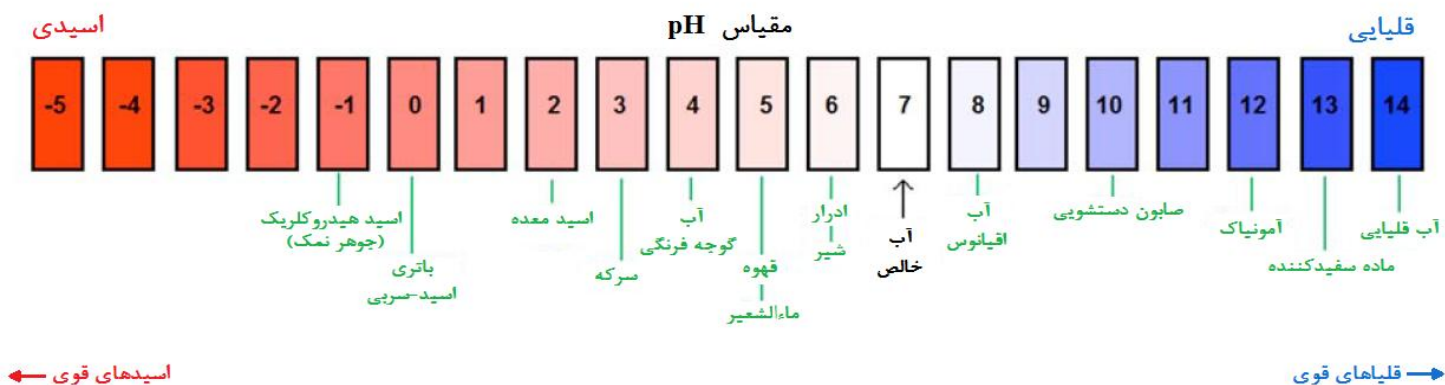 اسیدی
مقیاس pH
قلیایی
-5 -4 -3 -2 -1 0 1 2 3 4 5 6 7 8 9 10 11 12 13 14
اسید هیدروکلریک
(جوهر نمک)
باتری
اسید-سربی
اسید معده
سرکه
آب
گوجه فرنگی
قهوه
ماءالشعیر
ادرار
شیر
آب
خالص
آب
اقیانوس
صابون دستشویی
آمونیاک
ماده سفیدکننده
آب قلیایی
اسیدهای قوی
قلیاهای قوی